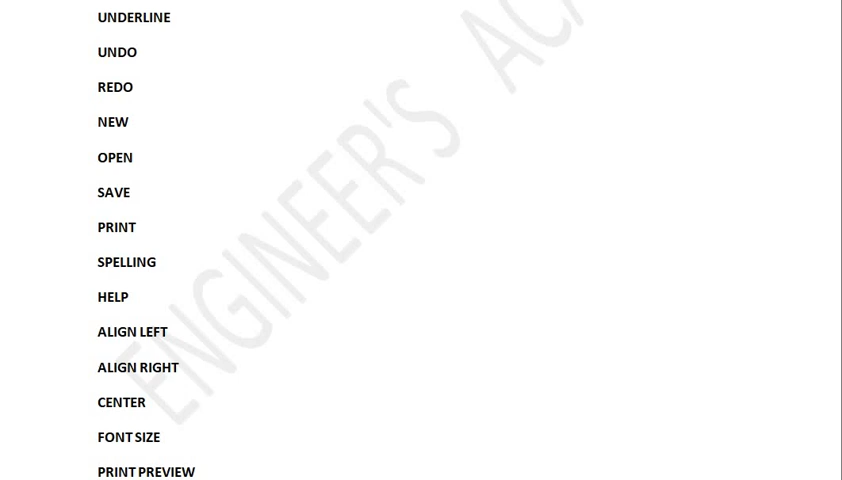 UNDERLINE
UNDO
REDO
NEW
OPEN
SAVE
PRINT
SPELLING
HELP
ALIGN LEFT
ALIGN RIGHT
CENTER
FONT SIZE
PRINT PREVIEW
ENGINEER'S